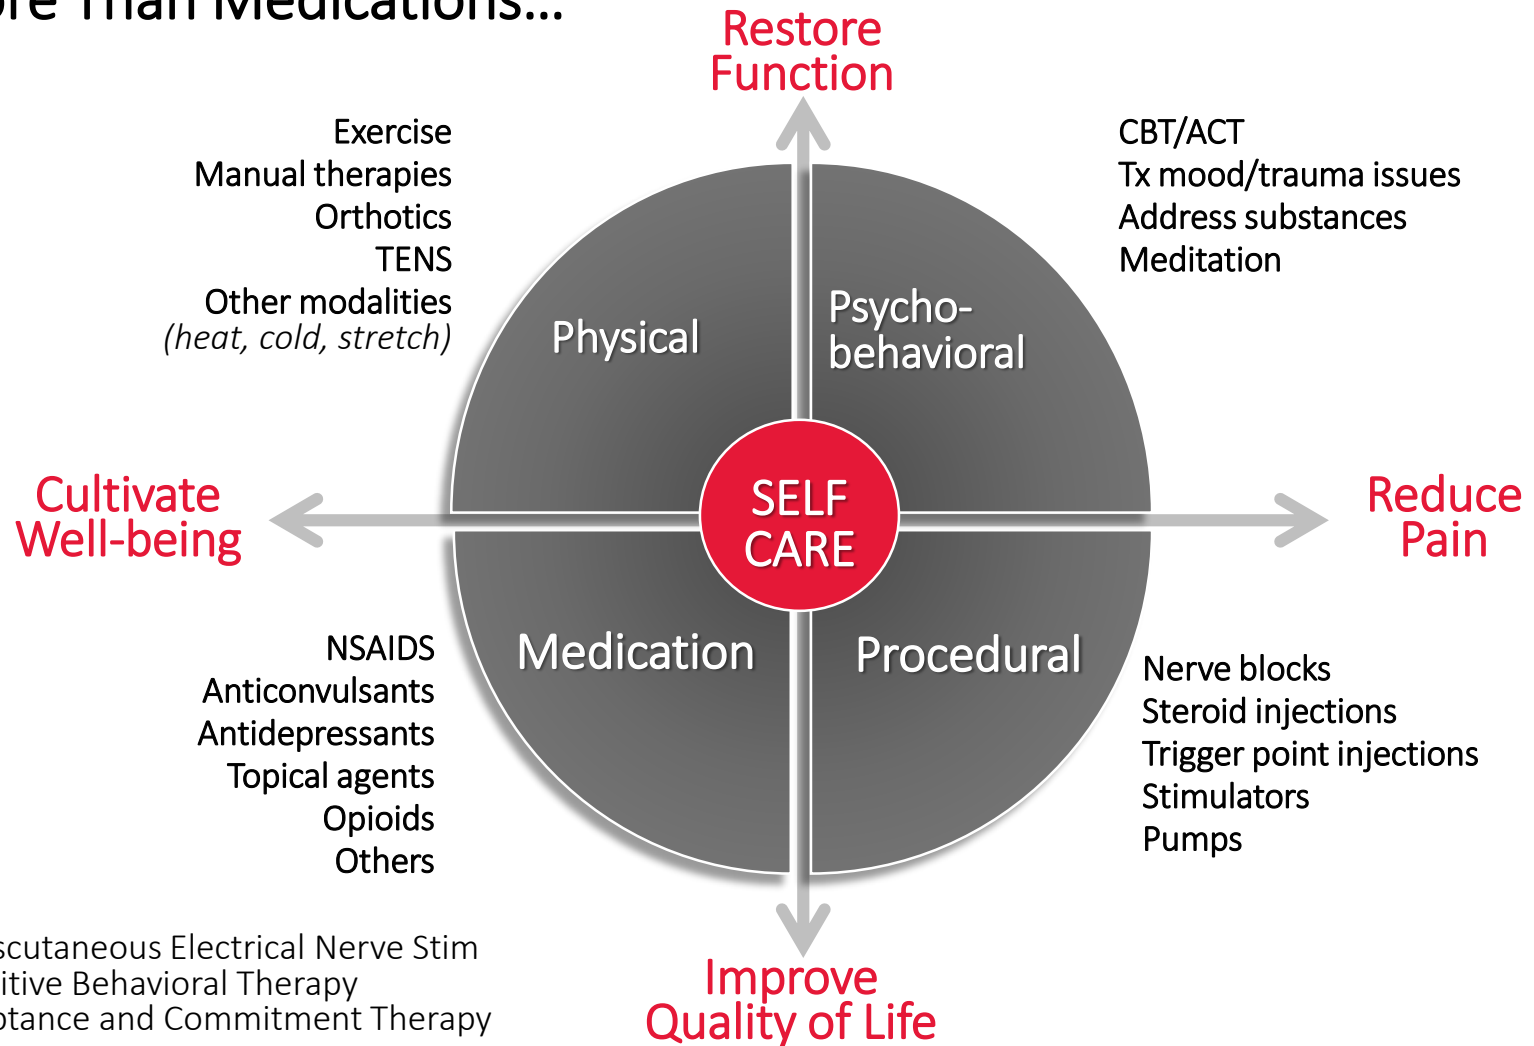 Than Medications...
Restore
Function
Exercise
Manual therapies
Orthotics
TENS
Other modalities
(heat, cold, stretch)
CBT/ACT
Tx mood/trauma issues
Address substances
Meditation
Physical
Psycho-
behavioral
Cultivate
Well-being
SELF
CARE
Reduce
Pain
Medication
Procedural
NSAIDS
Anticonvulsants
Antidepressants
Topical agents
Opioids
Others
Nerve blocks
Steroid injections
Trigger point injections
Stimulators
Pumps
Electrical Nerve Stim
Behavioral Therapy
and Commitment Therapy
Improve
Quality of Life